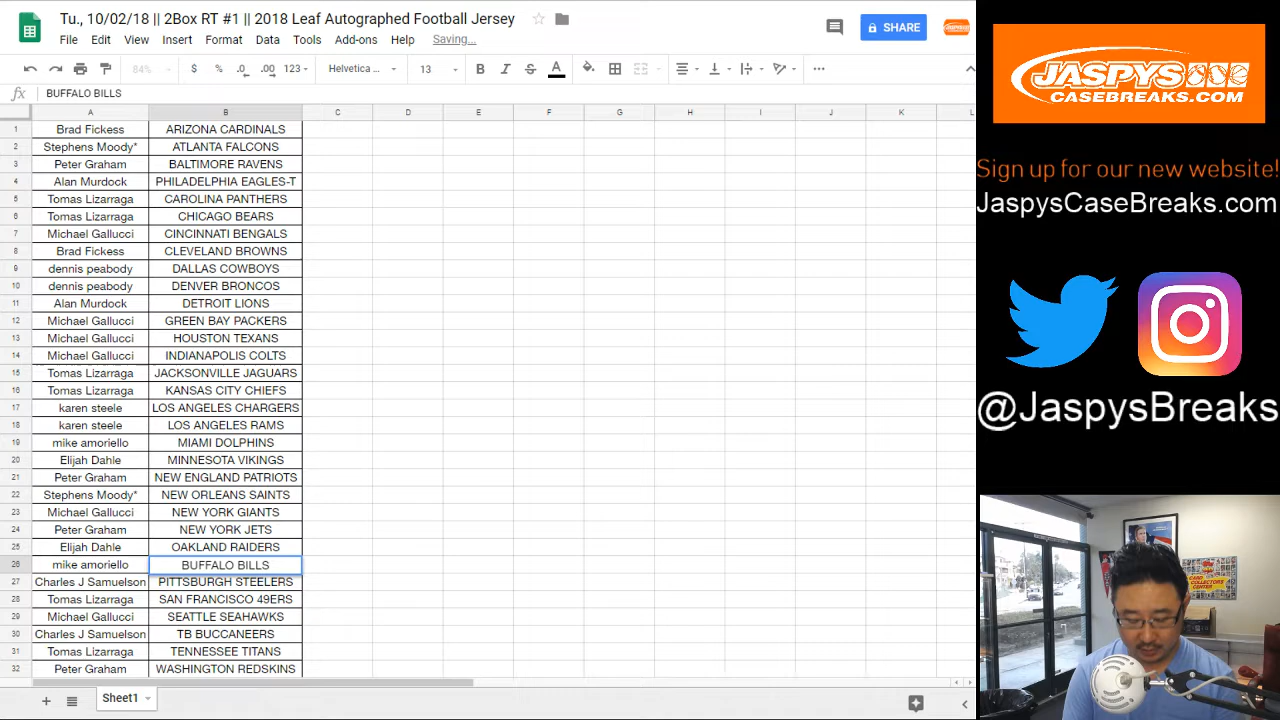 Tu., 10/02/18 || 2Box RT #1 || 2018 Leaf Autographed Football Jersey
File Edit View Insert Format Data Tools Add-ons Help Saving...
SHARE
84% $ % .0 .00 123 Helvetica ... 13 B I S A
fx BUFFALO BILLS
A B C D E F G H I J K L
1 Brad Fickess ARIZONA CARDINALS
2 Stephens Moody* ATLANTA FALCONS
3 Peter Graham BALTIMORE RAVENS
4 Alan Murdock PHILADELPHIA EAGLES-T
5 Tomas Lizarraga CAROLINA PANTHERS
6 Tomas Lizarraga CHICAGO BEARS
7 Michael Gallucci CINCINNATI BENGALS
8 Brad Fickess CLEVELAND BROWNS
9 dennis peabody DALLAS COWBOYS
10 dennis peabody DENVER BRONCOS
11 Alan Murdock DETROIT LIONS
12 Michael Gallucci GREEN BAY PACKERS
13 Michael Gallucci HOUSTON TEXANS
14 Michael Gallucci INDIANAPOLIS COLTS
15 Tomas Lizarraga JACKSONVILLE JAGUARS
16 Tomas Lizarraga KANSAS CITY CHIEFS
17 karen steele LOS ANGELES CHARGERS
18 karen steele LOS ANGELES RAMS
19 mike amoriello MIAMI DOLPHINS
20 Elijah Dahle MINNESOTA VIKINGS
21 Peter Graham NEW ENGLAND PATRIOTS
22 Stephens Moody* NEW ORLEANS SAINTS
23 Michael Gallucci NEW YORK GIANTS
24 Peter Graham NEW YORK JETS
25 Elijah Dahle OAKLAND RAIDERS
26 mike amoriello BUFFALO BILLS
27 Charles J Samuelson PITTSBURGH STEELERS
28 Tomas Lizarraga SAN FRANCISCO 49ERS
29 Michael Gallucci SEATTLE SEAHAWKS
30 Charles J Samuelson TB BUCCANEERS
31 Tomas Lizarraga TENNESSEE TITANS
32 Peter Graham WASHINGTON REDSKINS
Sheet1
JASPYS
CASEBREAKS.COM
Sign up for our new website!
JaspysCaseBreaks.com
@JaspysBreaks